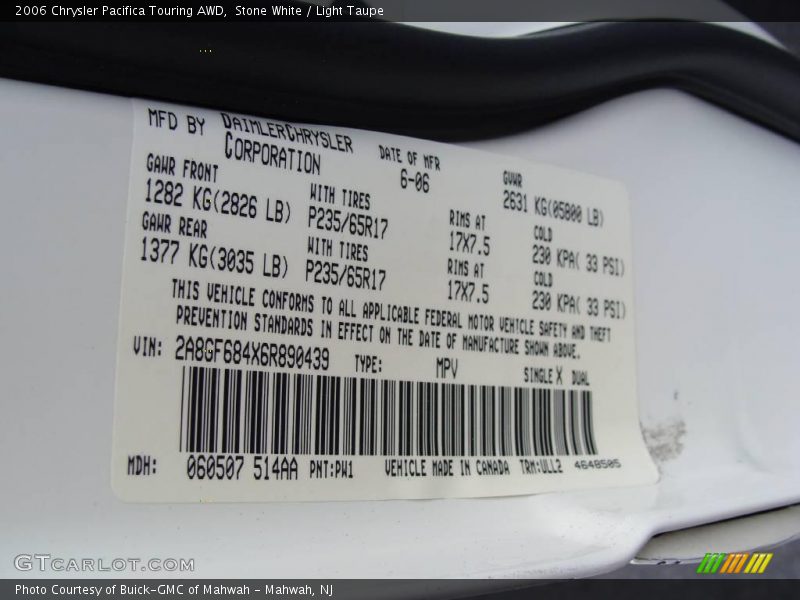 2006 Chrysler Pacifica Touring AWD,  Stone White / Light Taupe
MFD BY DAIMLERCHRYSLER CORPORATION
DATE OF MFR
6-06
GVWR
2631 KG(05800 LB)
GAWR FRONT
1282 KG(2826 LB)
WITH TIRES
P235/65R17
RIMS AT
17X7.5
COLD
230 KPA( 33 PSI)
GAWR REAR
1377 KG(3035 LB)
WITH TIRES
P235/65R17
RIMS AT
17X7.5
COLD
230 KPA( 33 PSI)
THIS VEHICLE CONFORMS TO ALL APPLICABLE FEDERAL MOTOR VEHICLE SAFETY AND THEFT
PREVENTION STANDARDS IN EFFECT ON THE DATE OF MANUFACTURE SHOWN ABOVE.
VIN: 2A8GF684X6R890439 TYPE: MPV SINGLE X DUAL
MDH: 060507 514AA PNT:PW1 VEHICLE MADE IN CANADA TRM:ULL2 4648505
GTCARLOT.COM
Photo Courtesy of Buick-GMC of Mahwah - Mahwah, NJ